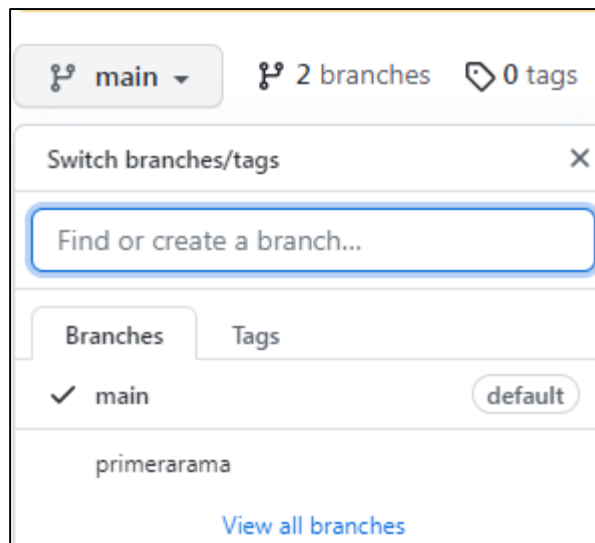 main 2 branches 0 tags
Switch branches/tags
Find or create a branch...
Branches Tags
main default
primerarama
View all branches